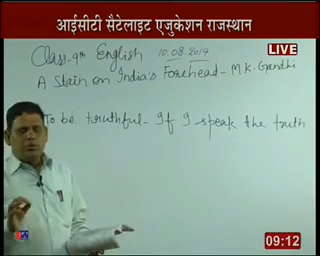 आईसीटी सैटेलाइट एजुकेशन राजस्थान
LIVE
Class-9th English 10.08.2019
A Stain on India's Forehead - M.K. Gandhi
To be truthful - If I speak the truth
09:12